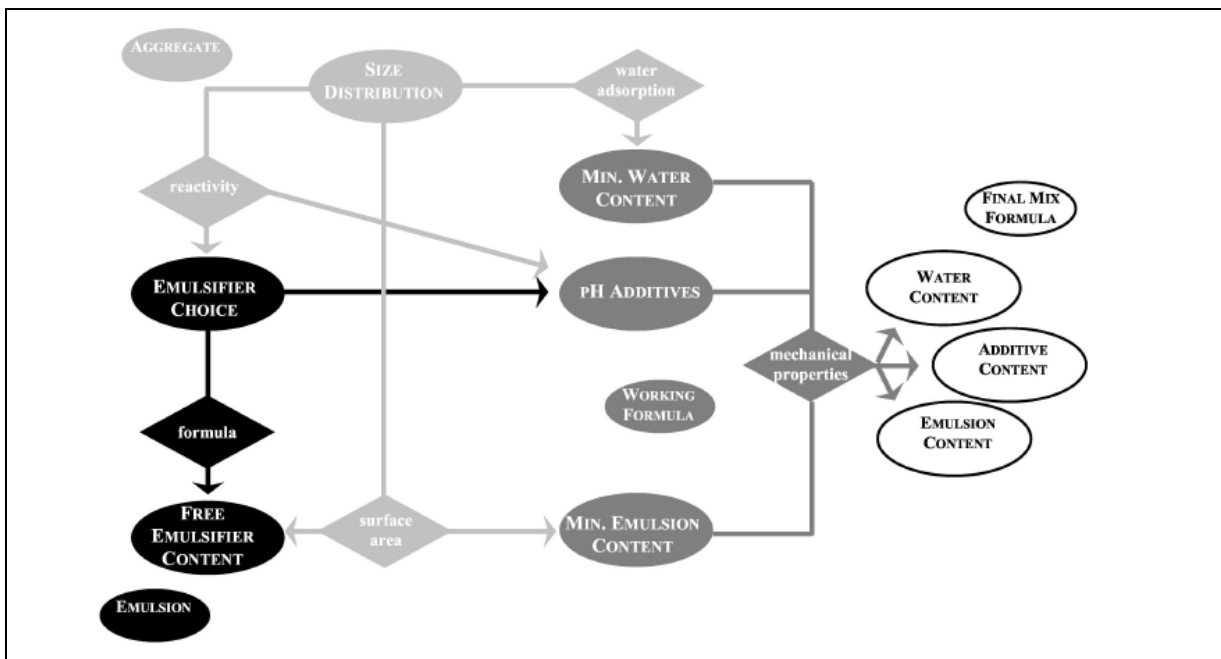 AGGREGATE
SIZE
DISTRIBUTION
water
adsorption
MIN. WATER
CONTENT
reactivity
FINAL MIX
FORMULA
EMULSIFIER
CHOICE
PH ADDITIVES
WATER
CONTENT
mechanical
properties
ADDITIVE
CONTENT
WORKING
FORMULA
formula
EMULSION
CONTENT
FREE
EMULSIFIER
CONTENT
surface
area
MIN. EMULSION
CONTENT
EMULSION